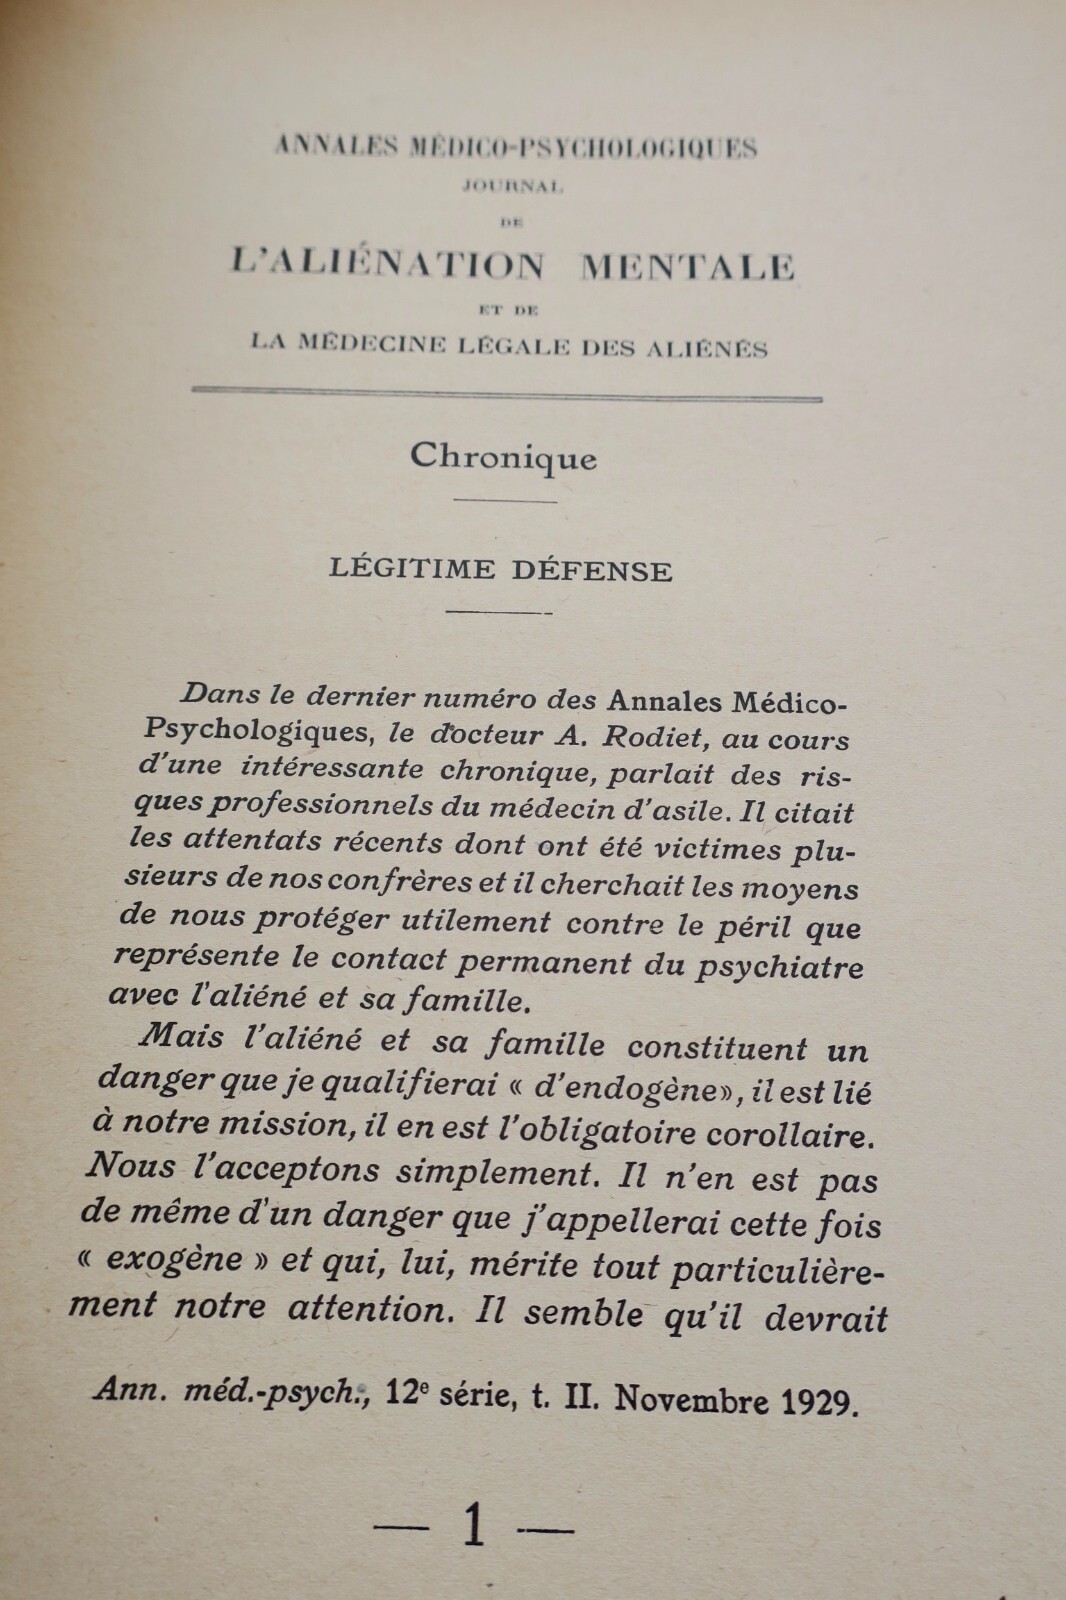 ANNALES MÉDICO-PSYCHOLOGIQUES
JOURNAL
DE
L'ALIÉNATION MENTALE
ET DE
LA MÉDECINE LÉGALE DES ALIÉNÉS
Chronique
LÉGITIME DÉFENSE
Dans le dernier numéro des Annales Médico-
Psychologiques, le docteur A. Rodiet, au cours
d'une intéressante chronique, parlait des ris-
ques professionnels du médecin d'asile. Il citait
les attentats récents dont ont été victimes plu-
sieurs de nos confrères et il cherchait les moyens
de nous protéger utilement contre le péril que
représente le contact permanent du psychiatre
avec l'aliéné et sa famille.
Mais l'aliéné et sa famille constituent un
danger que je qualifierai « d'endogène», il est lié
à notre mission, il en est l'obligatoire corollaire.
Nous l'acceptons simplement. Il n'en est pas
de même d'un danger que j'appellerai cette fois
« exogène » et qui, lui, mérite tout particulière-
ment notre attention. Il semble qu'il devrait
Ann. méd.-psych., 12e série, t. II. Novembre 1929.
— 1 —